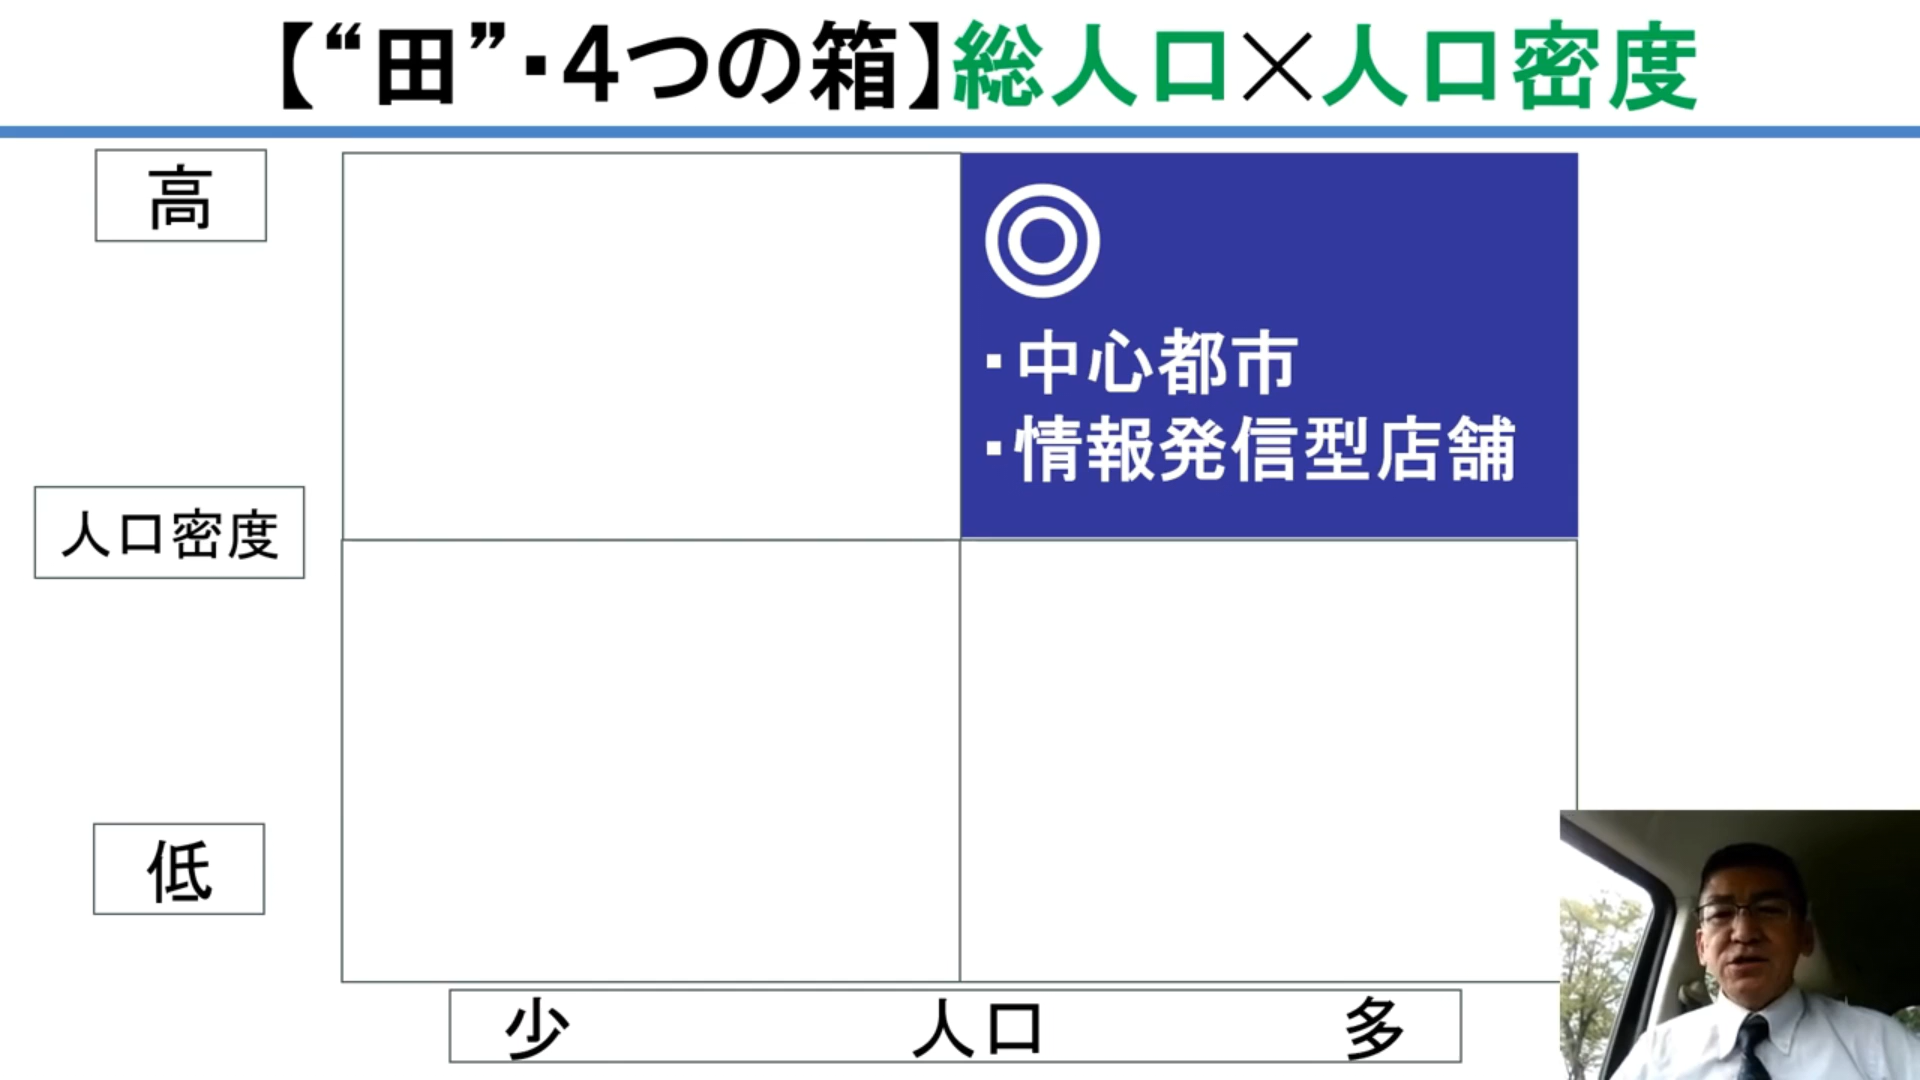 【“田”・4つの箱】総人口×人口密度
高
◎
・中心都市
・情報発信型店舗
人口密度
低
少 人口 多